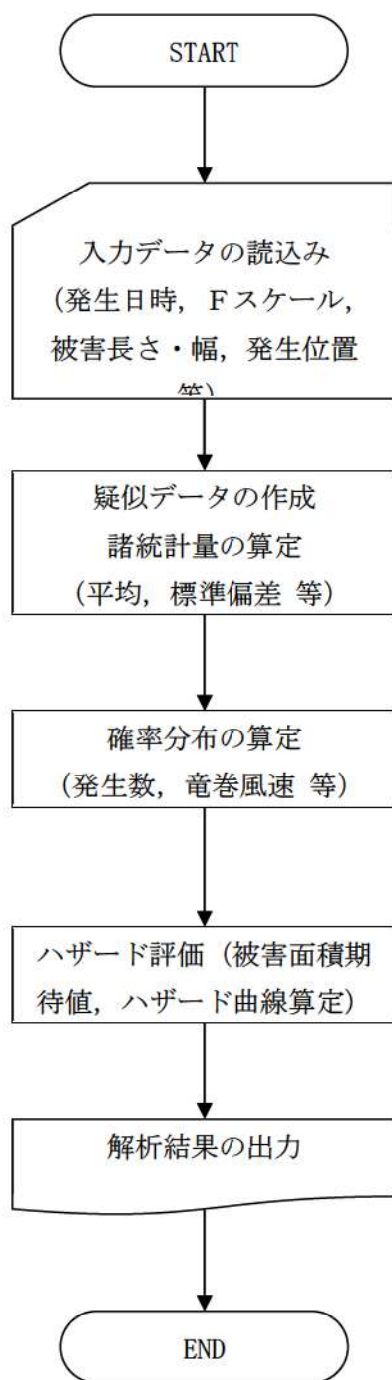 START
入力データの読込み
(発生日時, Fスケール,
被害長さ・幅, 発生位置
等)
疑似データの作成
諸統計量の算定
(平均, 標準偏差 等)
確率分布の算定
(発生数, 竜巻風速 等)
ハザード評価 (被害面積期
待値, ハザード曲線算定)
解析結果の出力
END